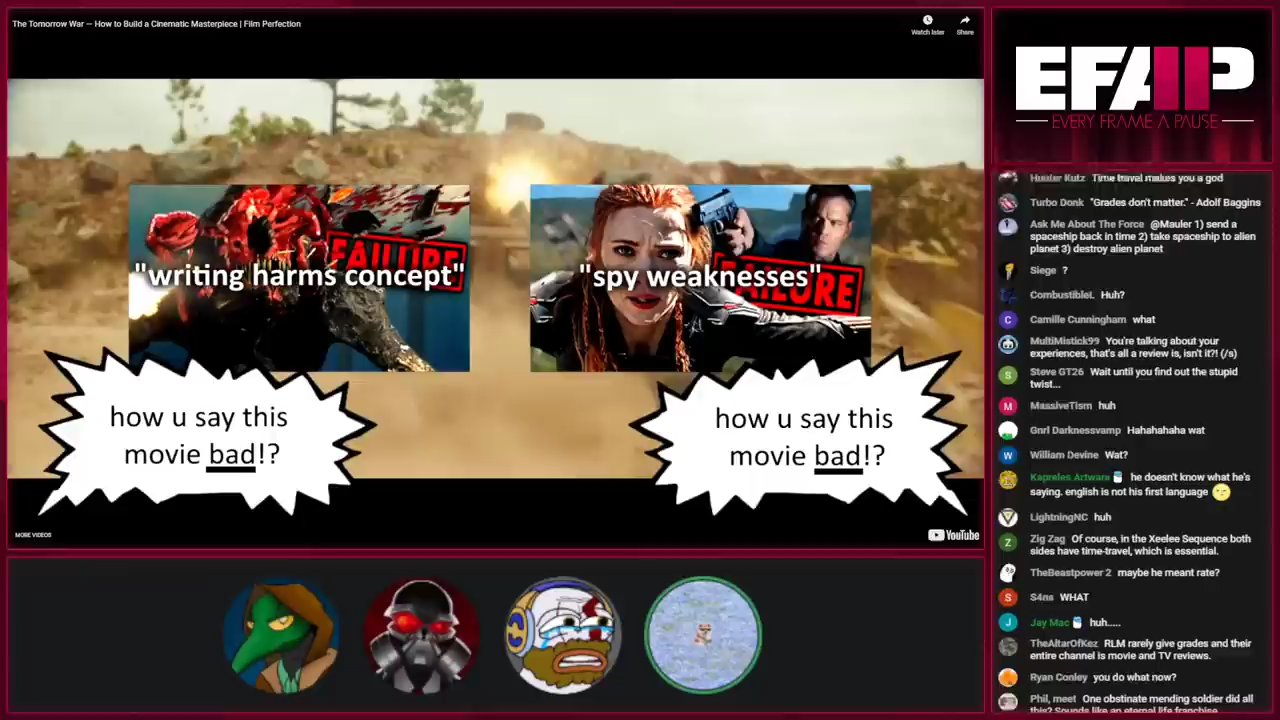 The Tomorrow War – How to Build a Cinematic Masterpiece | Film Perfection
Watch later
Share
FAILURE
"writing harms concept"
FAILURE
"spy weaknesses"
how u say this
movie bad!?
how u say this
movie bad!?
MORE VIDEOS
YouTube
EFAP
EVERY FRAME A PAUSE
Hunter Kutz Time travel makes you a god
Turbo Donk "Grades don't matter." - Adolf Baggins
Ask Me About The Force @Mauler 1) send a
spaceship back in time 2) take spaceship to alien
planet 3) destroy alien planet
Siege ?
CombustibleL Huh?
C
Camille Cunningham what
MultiMistick99 You're talking about your
experiences, that's all a review is, isn't it?! (/s)
S
Steve GT26 Wait until you find out the stupid
twist...
M
MassiveTism huh
Gnrl Darknessvamp Hahahahaha wat
W
William Devine Wat?
Kapreles Artwara he doesn't know what he's
saying. english is not his first language
LightningNC huh
Z
Zig Zag Of course, in the Xeelee Sequence both
sides have time-travel, which is essential.
TheBeastpower 2 maybe he meant rate?
S
S4ns WHAT
J
Jay Mac huh.....
TheAltarOfKez RLM rarely give grades and their
entire channel is movie and TV reviews.
Ryan Conley you do what now?
Phil, meet One obstinate mending soldier did all
this? Sounds like an eternal life franchise